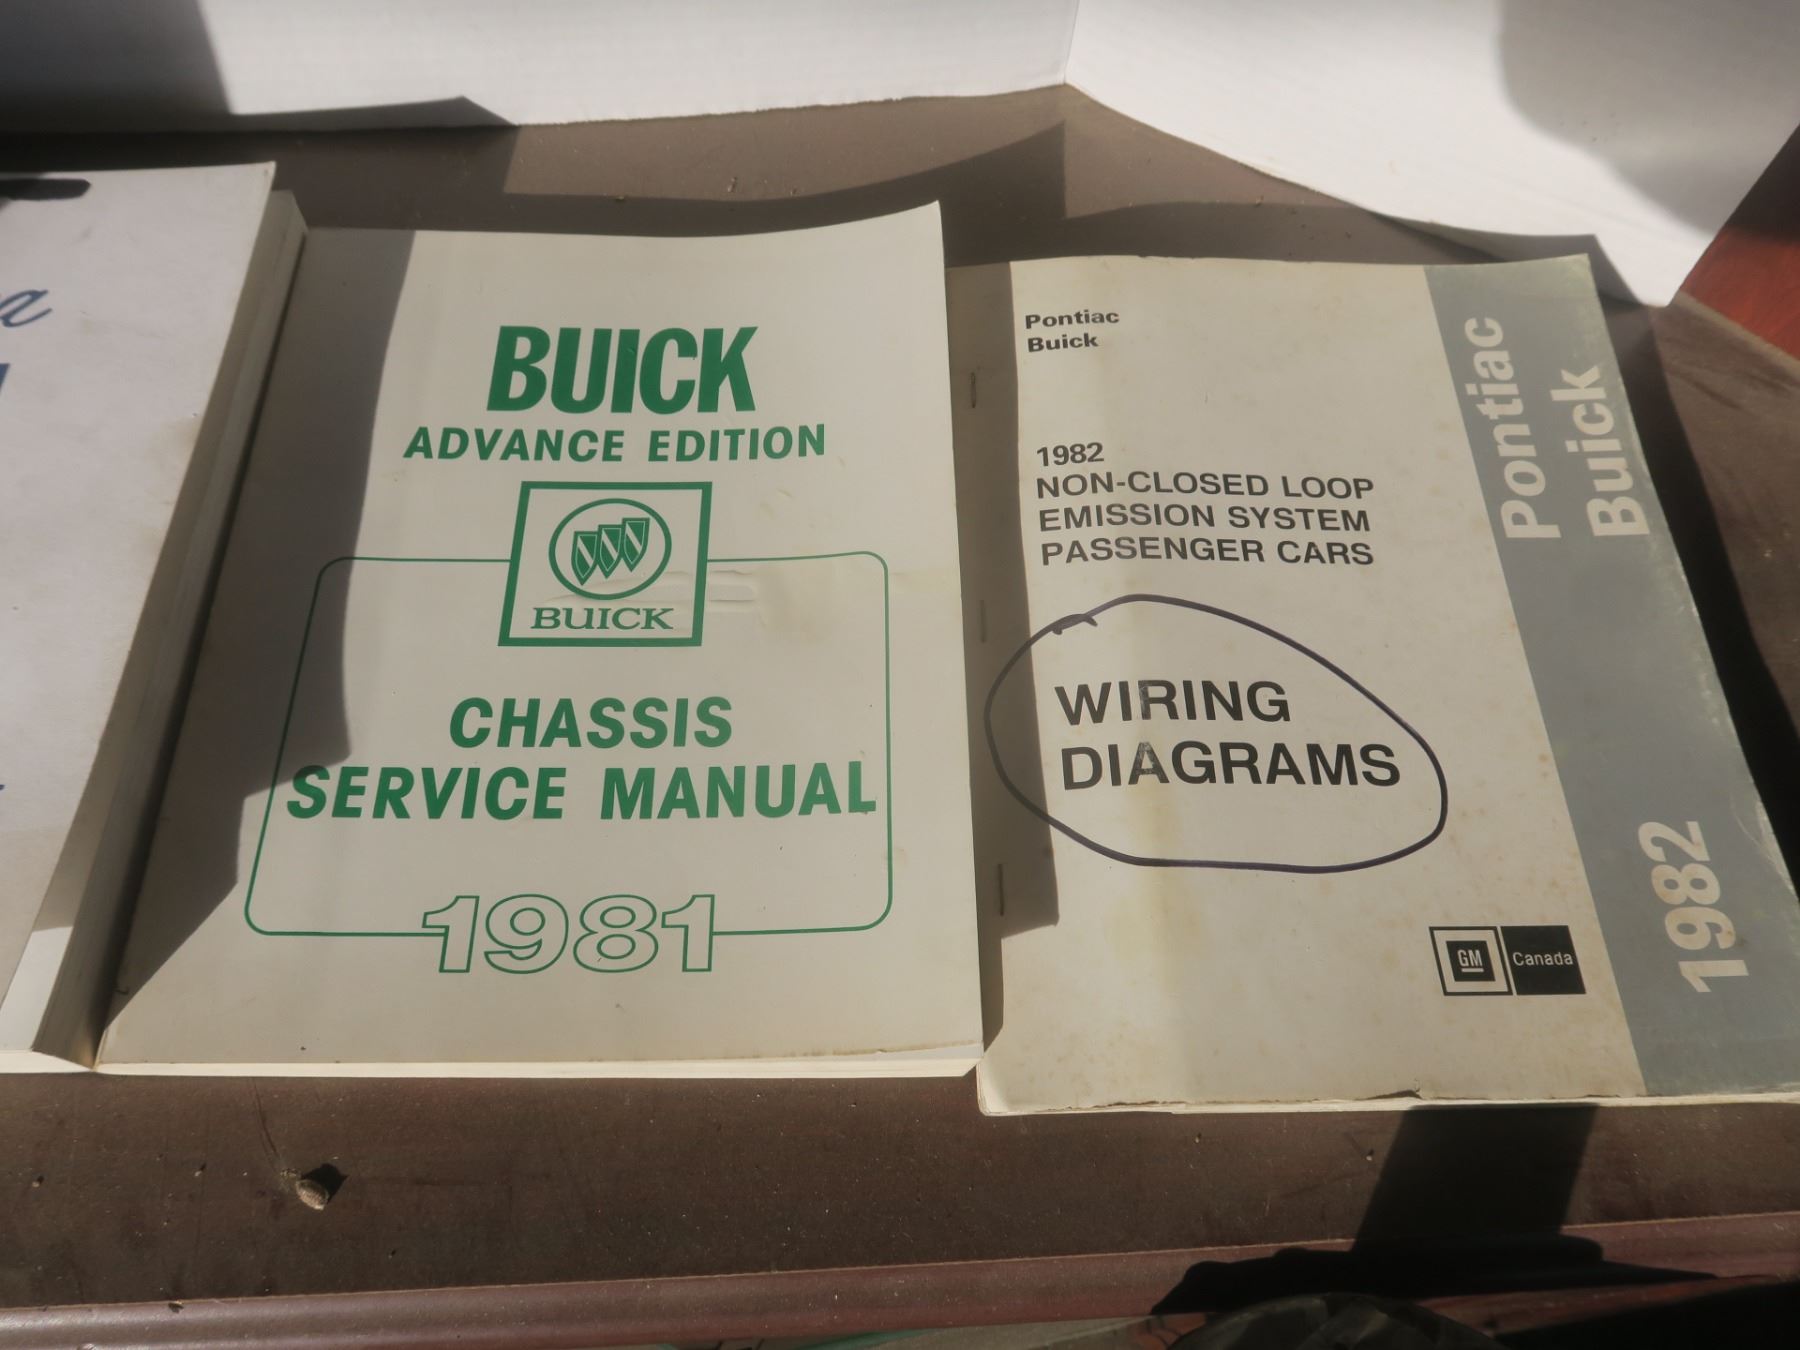 BUICK
ADVANCE EDITION
BUICK
CHASSIS
SERVICE MANUAL
1981
Pontiac
Buick
1982
NON-CLOSED LOOP
EMISSION SYSTEM
PASSENGER CARS
WIRING
DIAGRAMS
GM Canada
Pontiac
Buick
1982